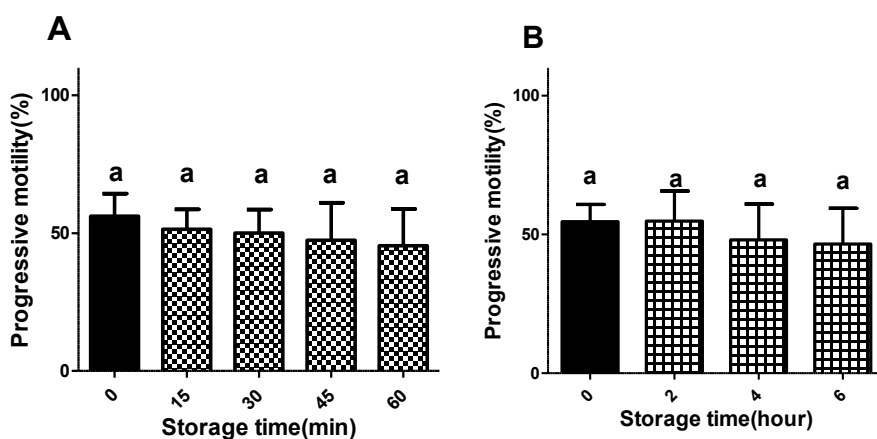 A
Progressive motility(%)
100
50
0
a a a a a
0 15 30 45 60
Storage time(min)
B
Progressive motility(%)
100
50
0
a a a a
0 2 4 6
Storage time(hour)